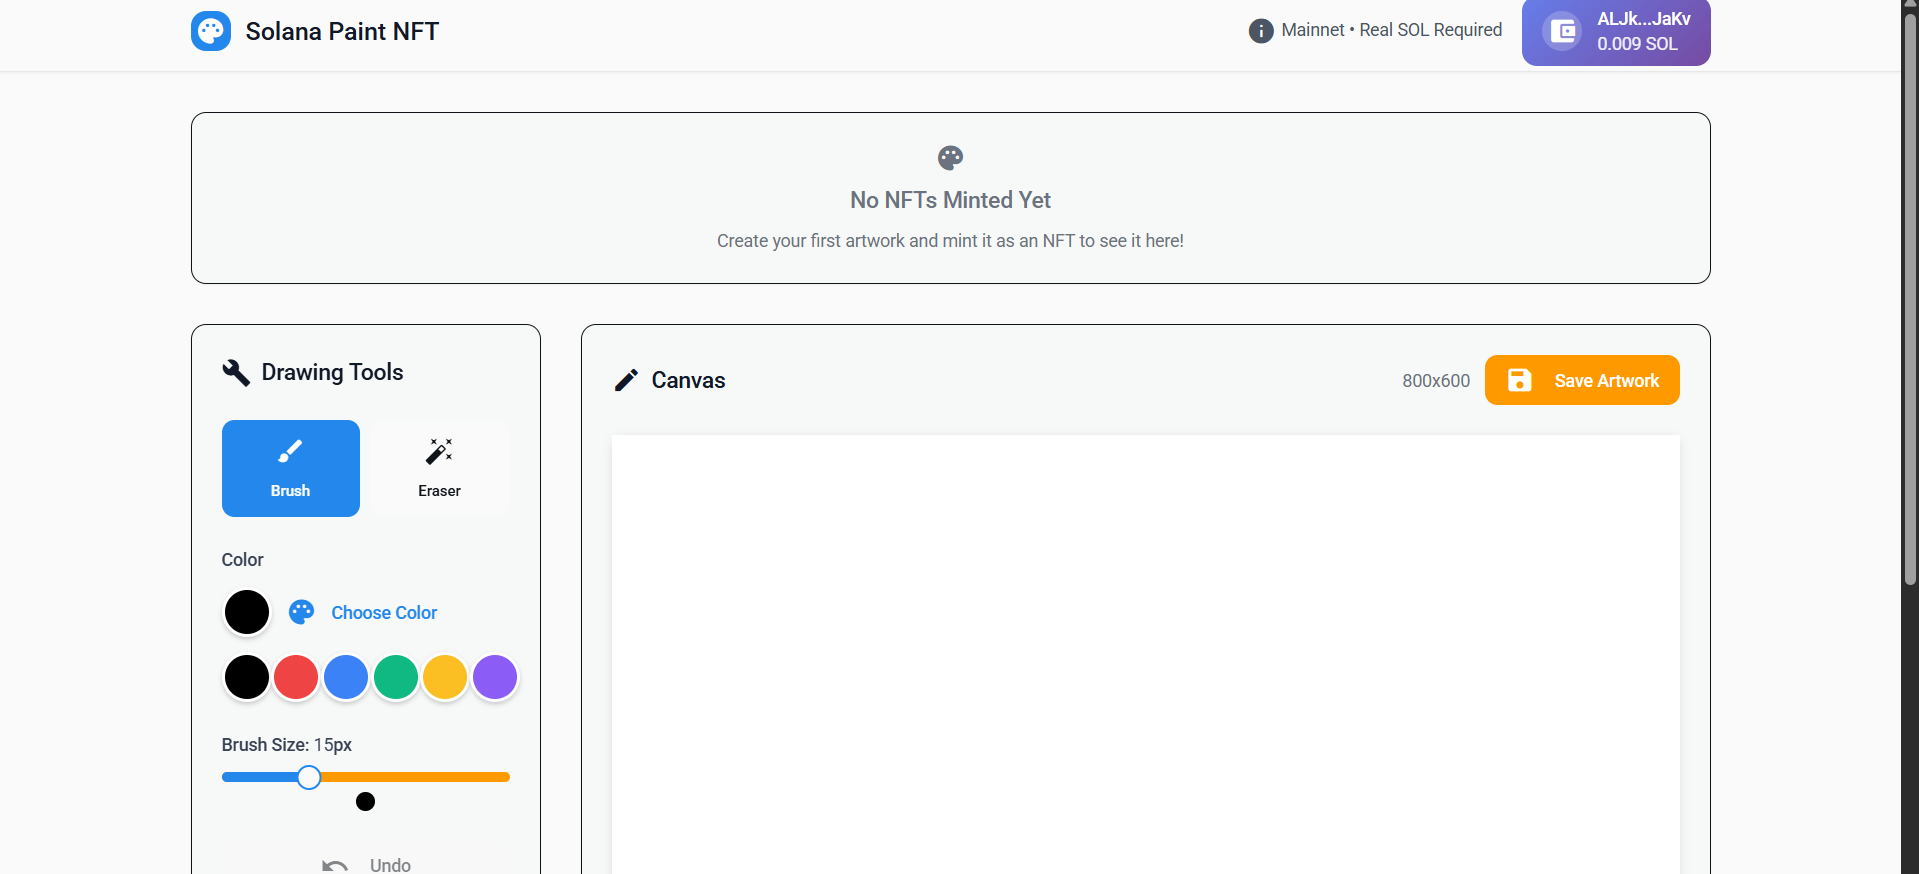 Solana Paint NFT
Mainnet • Real SOL Required
ALJk...JaKv
0.009 SOL
No NFTs Minted Yet
Create your first artwork and mint it as an NFT to see it here!
Drawing Tools
Brush
Eraser
Color
Choose Color
Brush Size: 15px
Undo
Canvas
800x600
Save Artwork